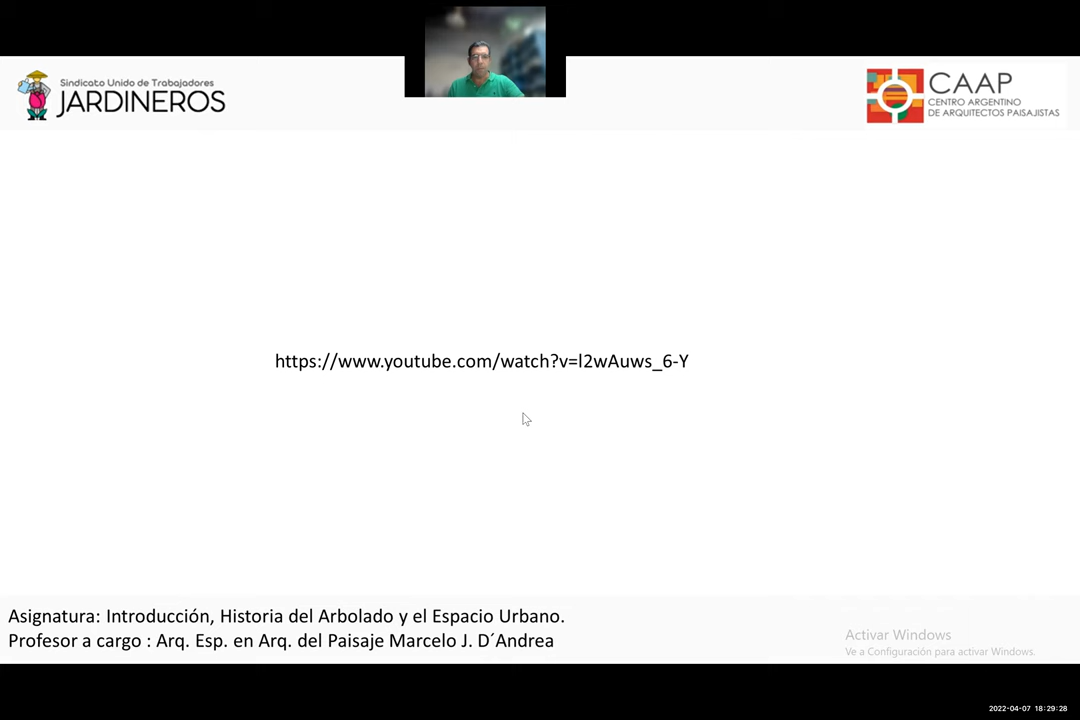 Sindicato Unido de Trabajadores
JARDINEROS
CAAP
CENTRO ARGENTINO
DE ARQUITECTOS PAISAJISTAS
https://www.youtube.com/watch?v=l2wAuws_6-Y
Asignatura: Introducción, Historia del Arbolado y el Espacio Urbano.
Profesor a cargo : Arq. Esp. en Arq. del Paisaje Marcelo J. D´Andrea
Activar Windows
Ve a Configuración para activar Windows.
2022-04-07 18:29:28